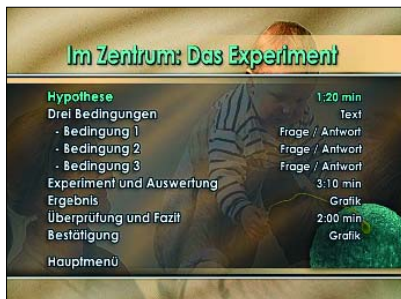 Im Zentrum: Das Experiment
Hypothese 1:20 min
Drei Bedingungen Text
- Bedingung 1 Frage / Antwort
- Bedingung 2 Frage / Antwort
- Bedingung 3 Frage / Antwort
Experiment und Auswertung 3:10 min
Ergebnis Grafik
Überprüfung und Fazit 2:00 min
Bestätigung Grafik
Hauptmenü